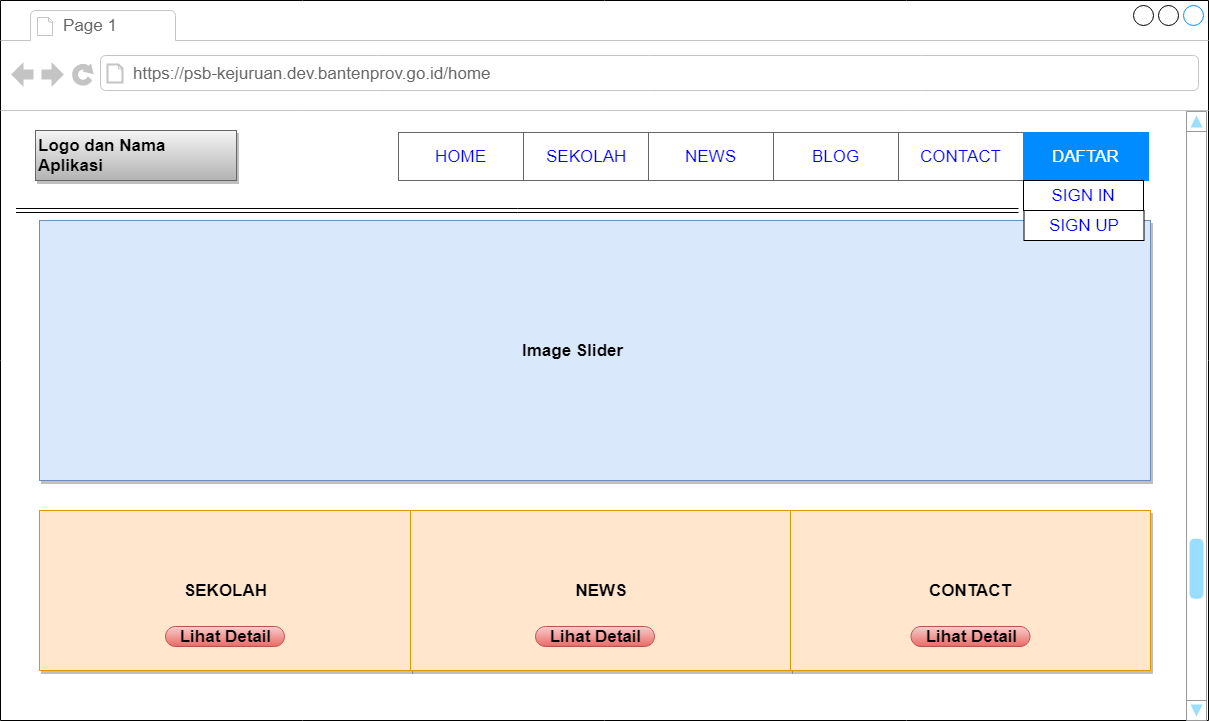 Page 1
https://psb-kejuruan.dev.bantenprov.go.id/home
Logo dan Nama
Aplikasi
HOME SEKOLAH NEWS BLOG CONTACT DAFTAR
SIGN IN
SIGN UP
Image Slider
SEKOLAH NEWS CONTACT
Lihat Detail Lihat Detail Lihat Detail